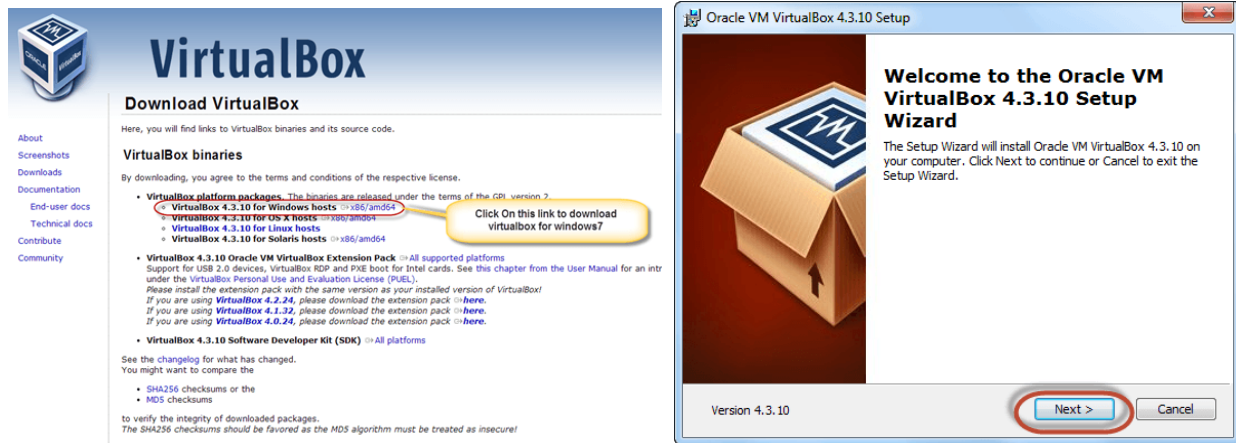 VirtualBox
ORACLE
VirtualBox
Download VirtualBox
Here, you will find links to VirtualBox binaries and its source code.
About
Screenshots
Downloads
Documentation
End-user docs
Technical docs
Contribute
Community
VirtualBox binaries
By downloading, you agree to the terms and conditions of the respective license.
• VirtualBox platform packages. The binaries are released under the terms of the GPL version 2.
VirtualBox 4.3.10 for Windows hosts x86/amd64
VirtualBox 4.3.10 for OS X hosts x86/amd64
VirtualBox 4.3.10 for Linux hosts
VirtualBox 4.3.10 for Solaris hosts x86/amd64
Click On this link to download
virtualbox for windows7
• VirtualBox 4.3.10 Oracle VM VirtualBox Extension Pack All supported platforms
Support for USB 2.0 devices, VirtualBox RDP and PXE boot for Intel cards. See this chapter from the User Manual for an intr
under the VirtualBox Personal Use and Evaluation License (PUEL).
Please install the extension pack with the same version as your installed version of VirtualBox!
If you are using VirtualBox 4.2.24, please download the extension pack here.
If you are using VirtualBox 4.1.32, please download the extension pack here.
If you are using VirtualBox 4.0.24, please download the extension pack here.
• VirtualBox 4.3.10 Software Developer Kit (SDK) All platforms
See the changelog for what has changed.
You might want to compare the
• SHA256 checksums or the
• MD5 checksums
to verify the integrity of downloaded packages.
The SHA256 checksums should be favored as the MD5 algorithm must be treated as insecure!
Oracle VM VirtualBox 4.3.10 Setup
Welcome to the Oracle VM
VirtualBox 4.3.10 Setup
Wizard
The Setup Wizard will install Oracle VM VirtualBox 4.3.10 on
your computer. Click Next to continue or Cancel to exit the
Setup Wizard.
Version 4.3.10
Next >
Cancel